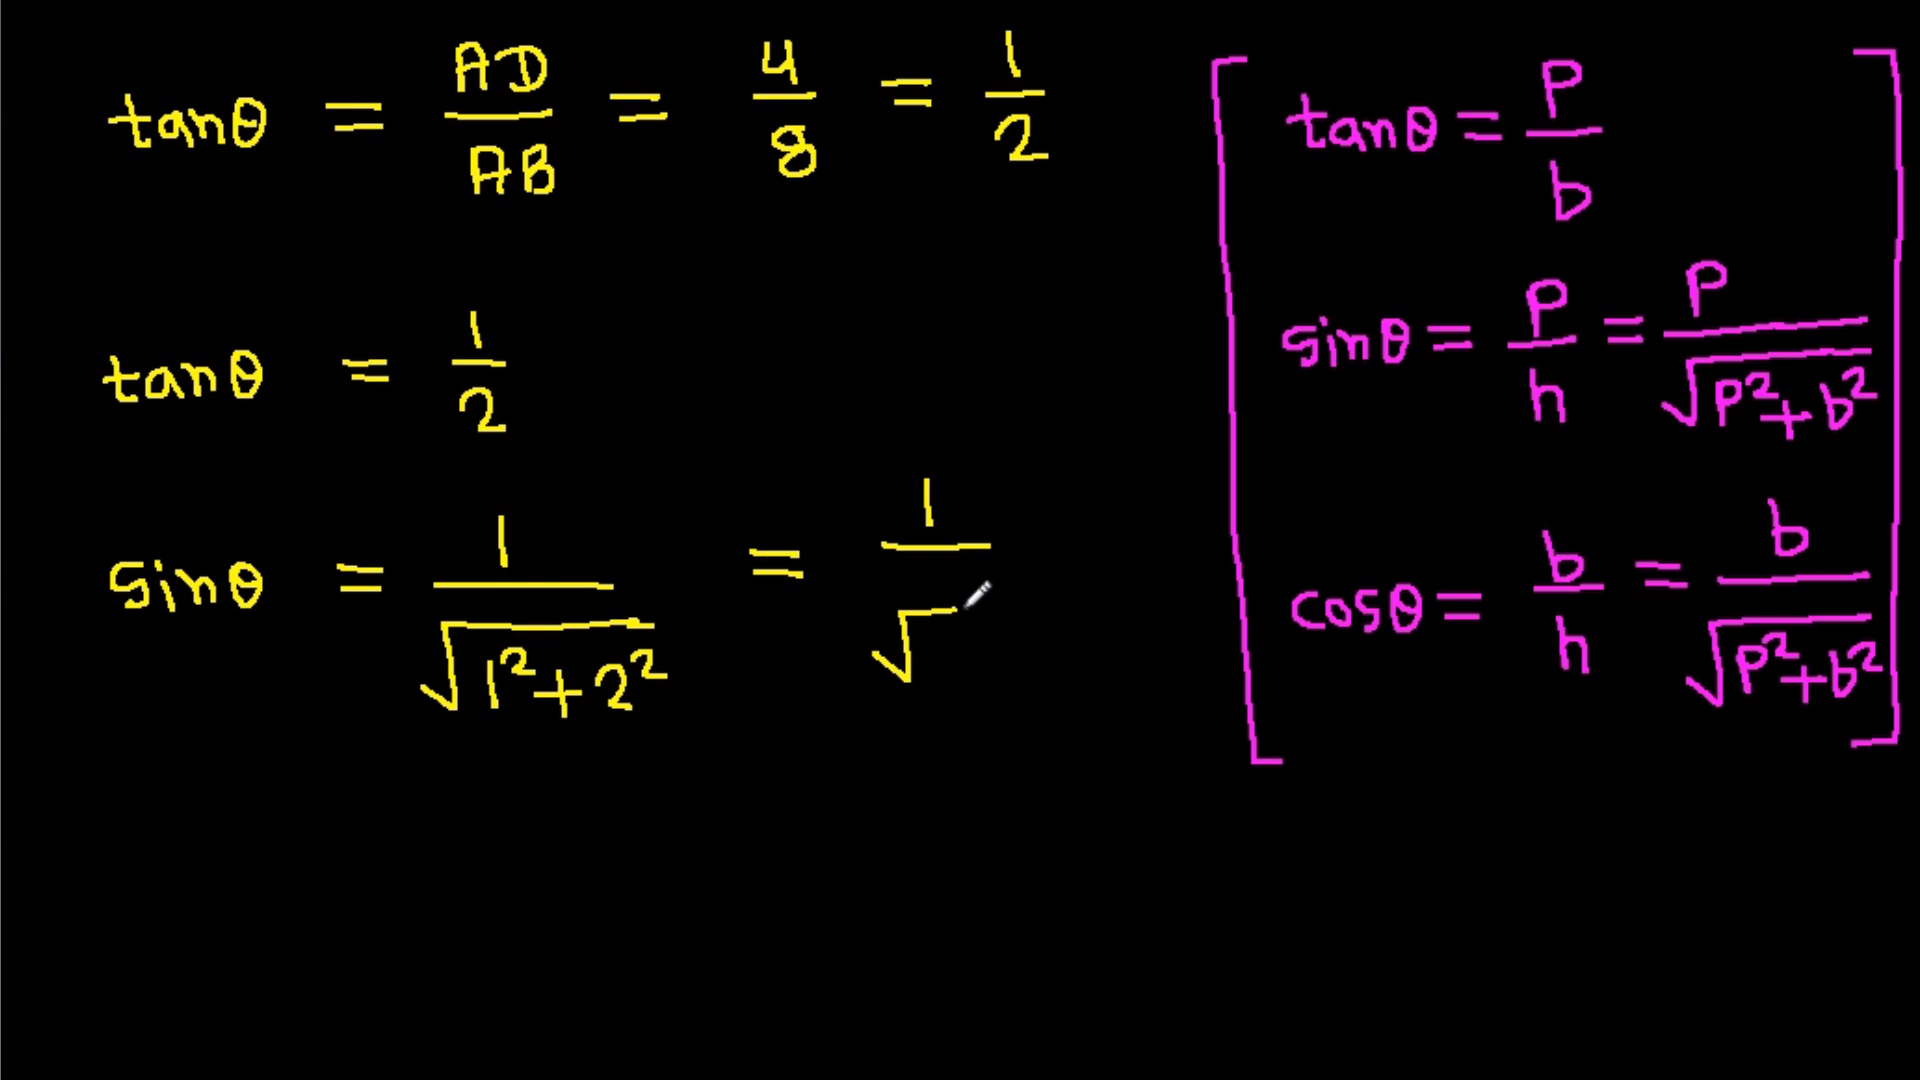 tanθ = AD/AB = 4/8 = 1/2
tanθ = 1/2
sinθ = 1/√(1²+2²) = 1/√
[tanθ = P/b
sinθ = P/h = P/√(P²+b²)
cosθ = b/h = b/√(P²+b²)]